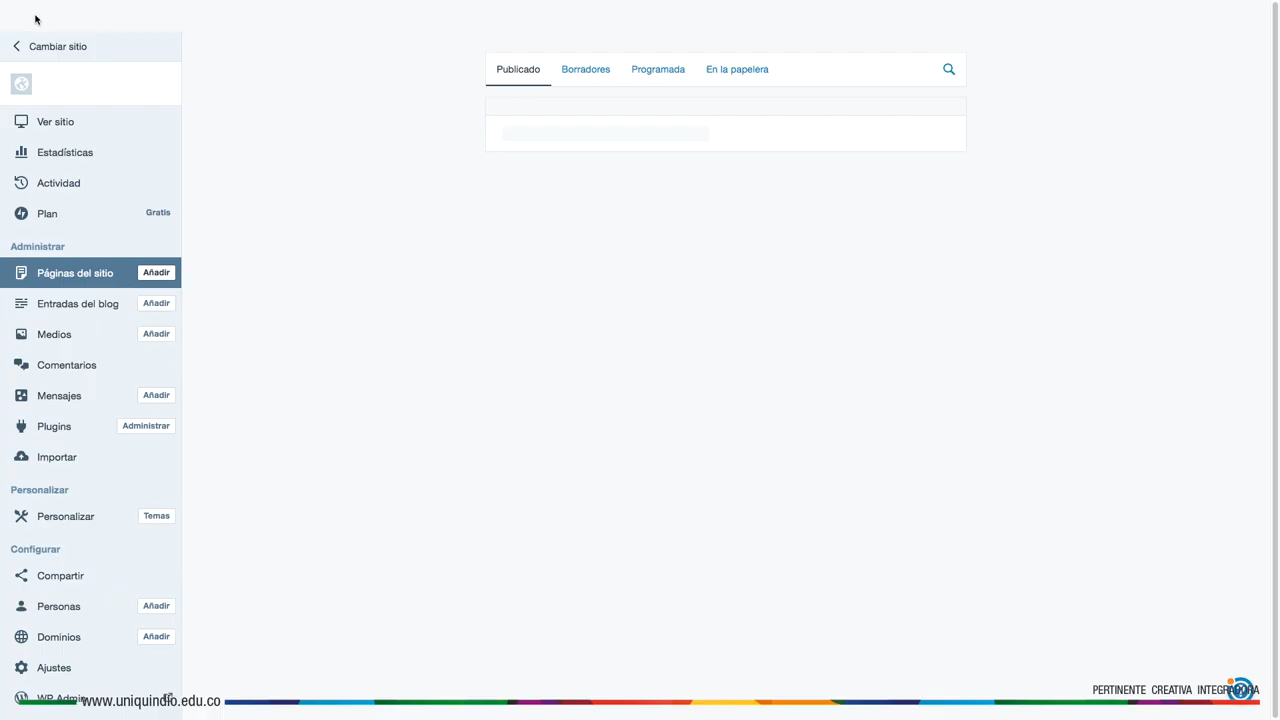 Cambiar sitio
Ver sitio
Estadísticas
Actividad
Plan Gratis
Administrar
Páginas del sitio Añadir
Entradas del blog Añadir
Medios Añadir
Comentarios
Mensajes Añadir
Plugins Administrar
Importar
Personalizar
Personalizar Temas
Configurar
Compartir
Personas Añadir
Dominios Añadir
Ajustes
WP Admin
Publicado Borradores Programada En la papelera
www.uniquindio.edu.co
PERTINENTE CREATIVA INTEGRADORA